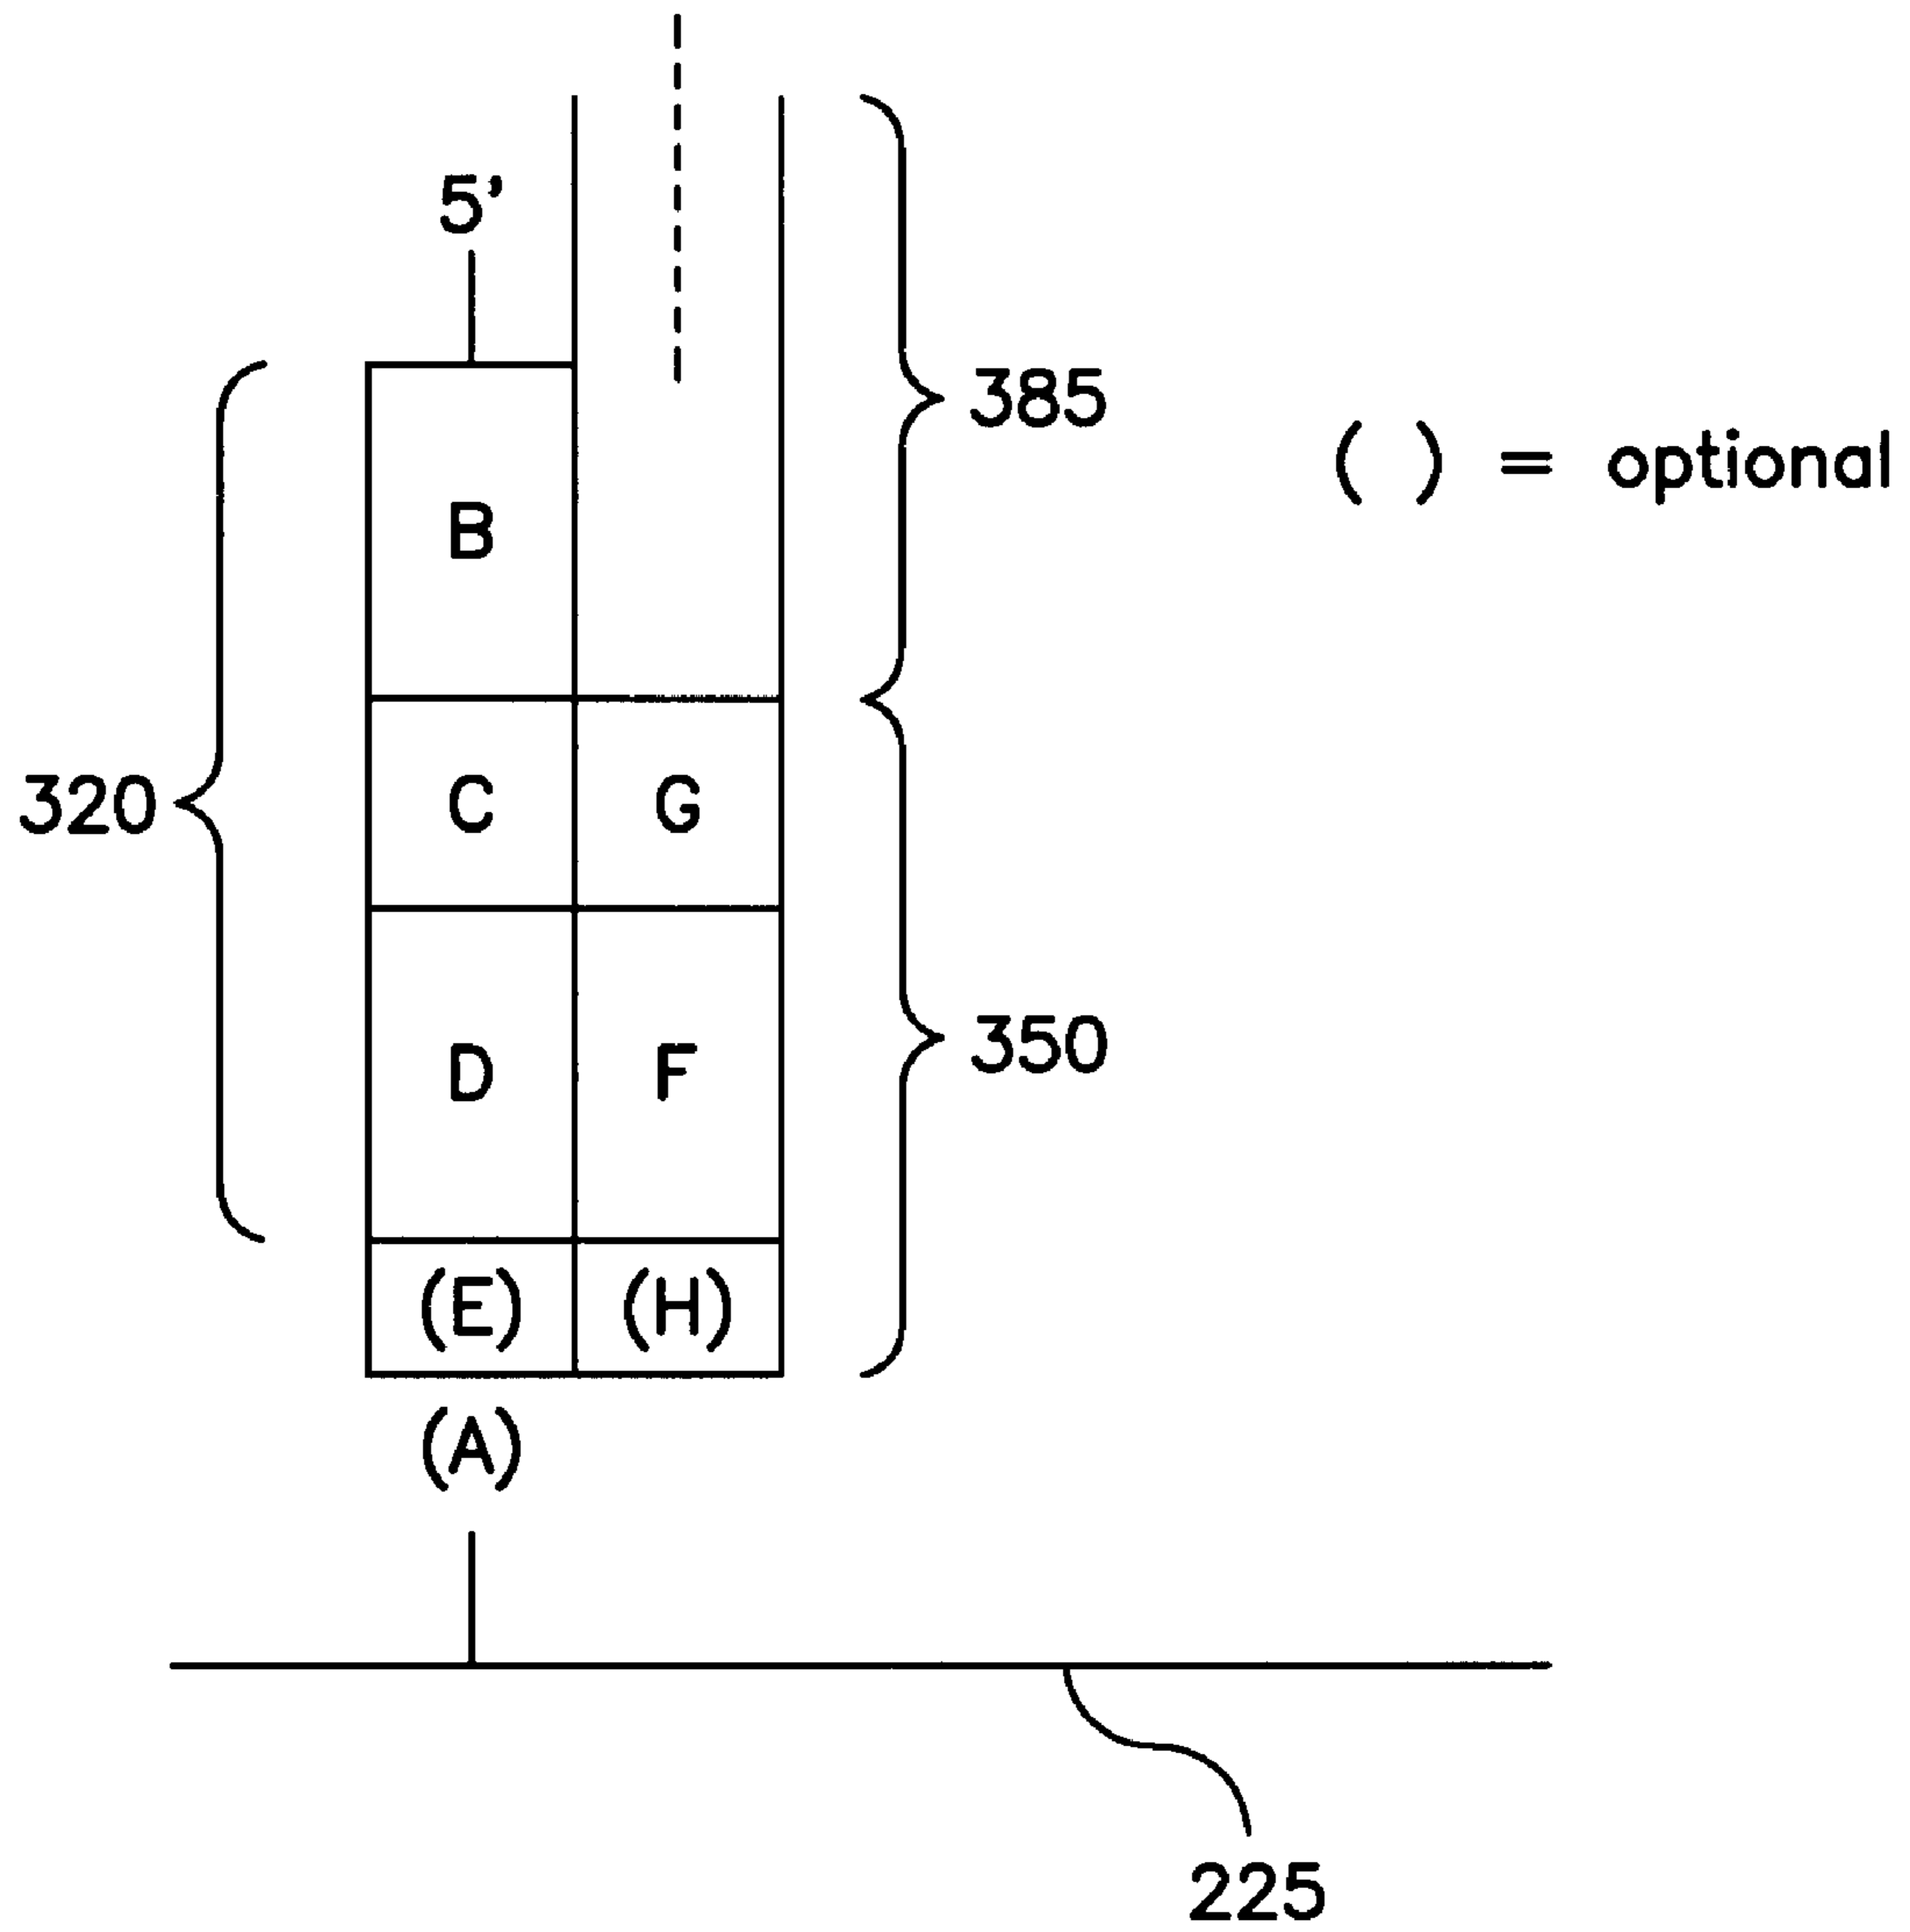 5'
385
( ) = optional
B
320
C G
D F
350
(E) (H)
(A)
225